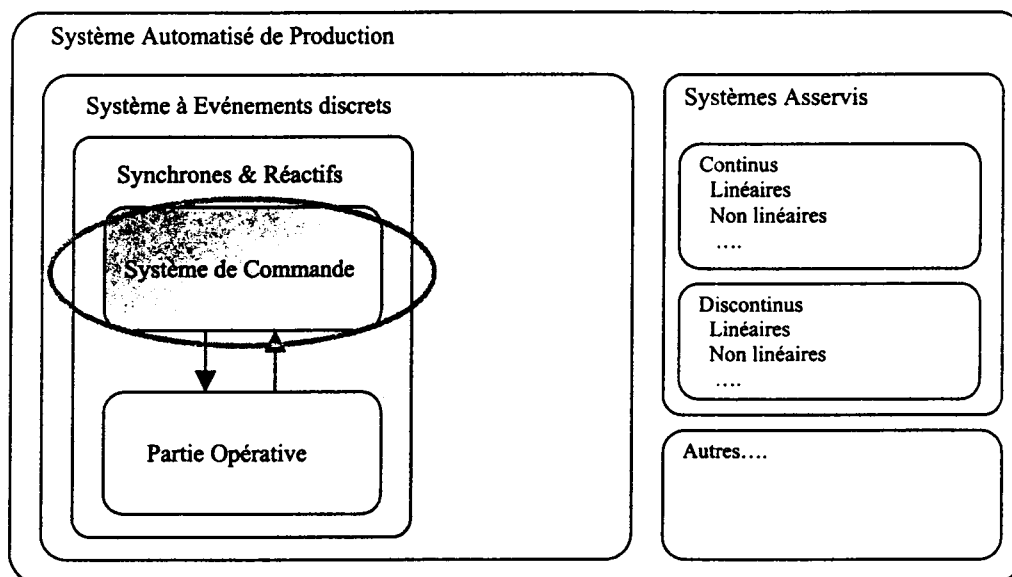 Système Automatisé de Production
Système à Evénements discrets
Synchrones & Réactifs
Système de Commande
Partie Opérative
Systèmes Asservis
Continus
Linéaires
Non linéaires
....
Discontinus
Linéaires
Non linéaires
....
Autres....